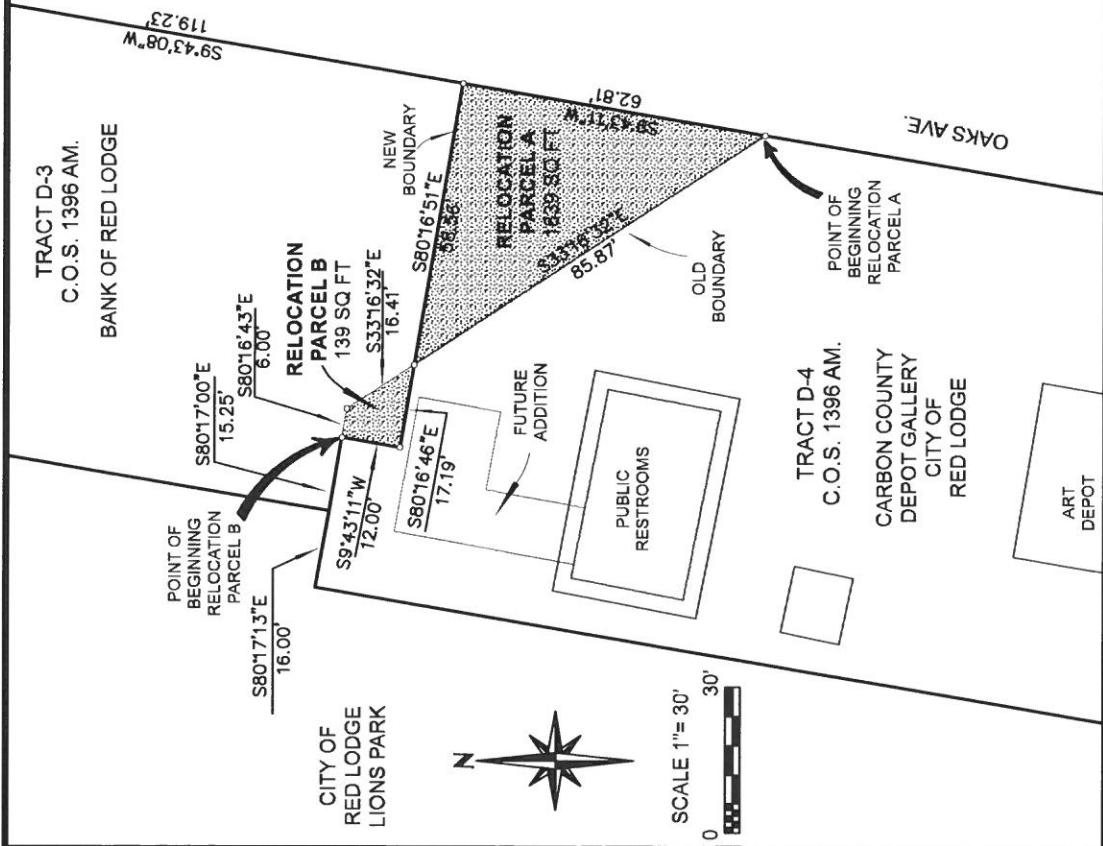 TRACT D-3
C.O.S. 1396 AM.
BANK OF RED LODGE
S9°43'08"W
119.23'
S80°17'00"E
15.25'
S80°16'43"E
6.00'
RELOCATION
PARCEL B
139 SQ FT
S33°16'32"E
16.41'
NEW
BOUNDARY
S80°16'51"E
58.56'
RELOCATION
PARCEL A
1839 SQ FT
S9°43'11"W
62.81'
S33°16'32"E
85.87'
OLD
BOUNDARY
OAKS AVE.
POINT OF
BEGINNING
RELOCATION
PARCEL A
POINT OF
BEGINNING
RELOCATION
PARCEL B
S80°17'13"E
16.00'
S9°43'11"W
12.00'
S80°16'46"E
17.19'
FUTURE
ADDITION
PUBLIC
RESTROOMS
TRACT D-4
C.O.S. 1396 AM.
CARBON COUNTY
DEPOT GALLERY
CITY OF
RED LODGE
ART
DEPOT
CITY OF
RED LODGE
LIONS PARK
N
SCALE 1"= 30'
0 30'